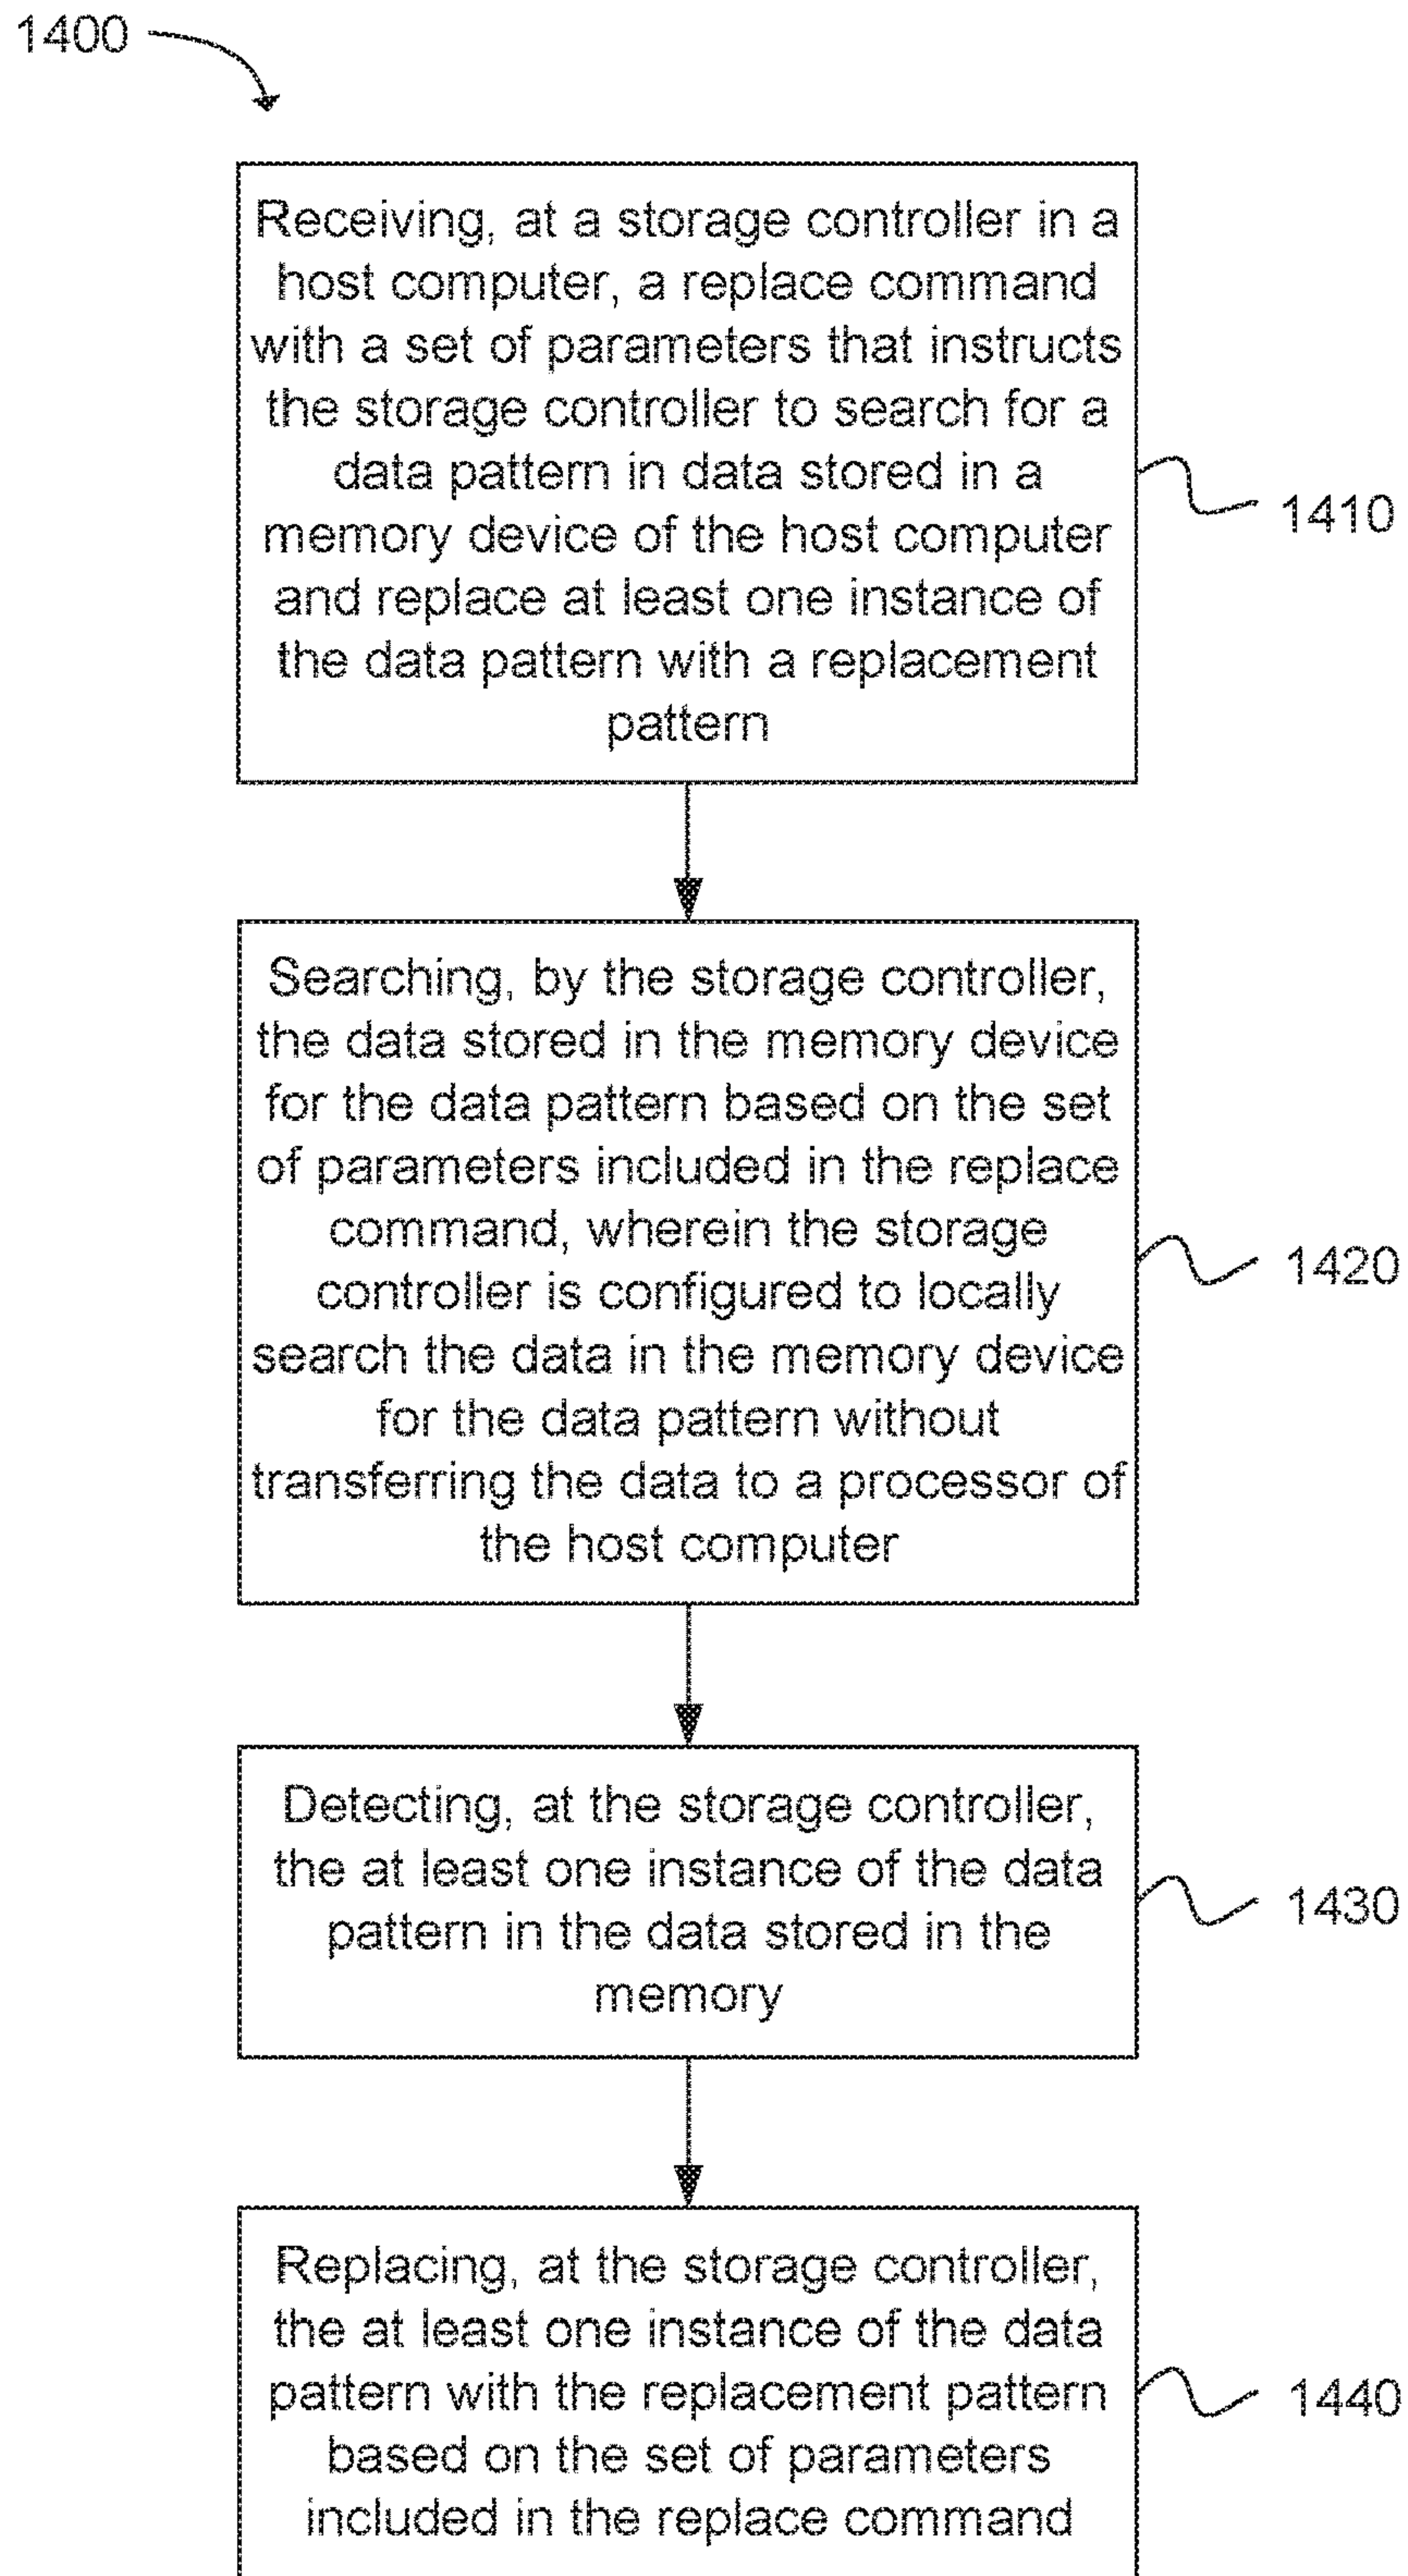 1400
Receiving, at a storage controller in a
host computer, a replace command
with a set of parameters that instructs
the storage controller to search for a
data pattern in data stored in a
memory device of the host computer
and replace at least one instance of
the data pattern with a replacement
pattern
1410
Searching, by the storage controller,
the data stored in the memory device
for the data pattern based on the set
of parameters included in the replace
command, wherein the storage
controller is configured to locally
search the data in the memory device
for the data pattern without
transferring the data to a processor of
the host computer
1420
Detecting, at the storage controller,
the at least one instance of the data
pattern in the data stored in the
memory
1430
Replacing, at the storage controller,
the at least one instance of the data
pattern with the replacement pattern
based on the set of parameters
included in the replace command
1440